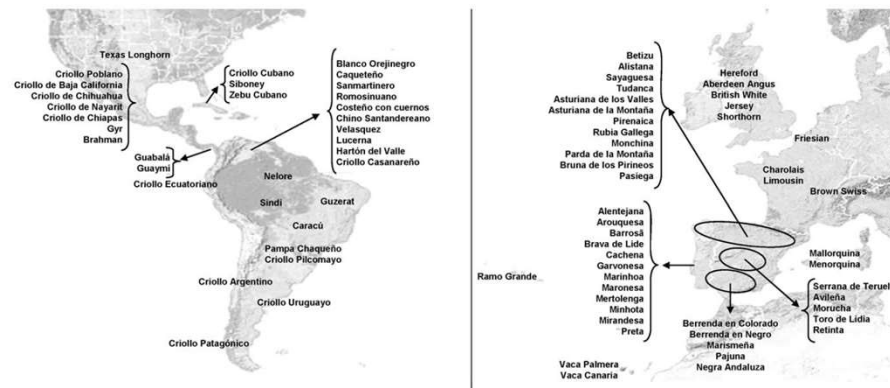 Texas Longhorn
Criollo Poblano
Criollo de Baja California
Criollo de Chihuahua
Criollo de Nayarit
Criollo de Chiapas
Gyr
Brahman
Criollo Cubano
Siboney
Zebu Cubano
Blanco Orejinegro
Caqueteño
Sanmartinero
Romosinuano
Costeño con cuernos
Chino Santandereano
Velasquez
Lucerna
Hartón del Valle
Criollo Casanareño
Guabalá
Guaymí
Criollo Ecuatoriano
Nelore
Sindi
Guzerat
Caracú
Pampa Chaqueño
Criollo Pilcomayo
Criollo Argentino
Criollo Uruguayo
Criollo Patagónico
Betizu
Alistana
Sayaguesa
Tudanca
Asturiana de los Valles
Asturiana de la Montaña
Pirenaica
Rubia Gallega
Monchina
Parda de la Montaña
Bruna de los Pirineos
Pasiega
Hereford
Aberdeen Angus
British White
Jersey
Shorthorn
Friesian
Charolais
Limousin
Brown Swiss
Alentejana
Arouquesa
Barrosã
Brava de Lide
Cachena
Garvonesa
Marinhoa
Maronesa
Mertolenga
Minhota
Mirandesa
Preta
Ramo Grande
Mallorquina
Menorquina
Serrana de Teruel
Avileña
Morucha
Toro de Lidia
Retinta
Berrenda en Colorado
Berrenda en Negro
Marismeña
Pajuna
Negra Andaluza
Vaca Palmera
Vaca Canaria